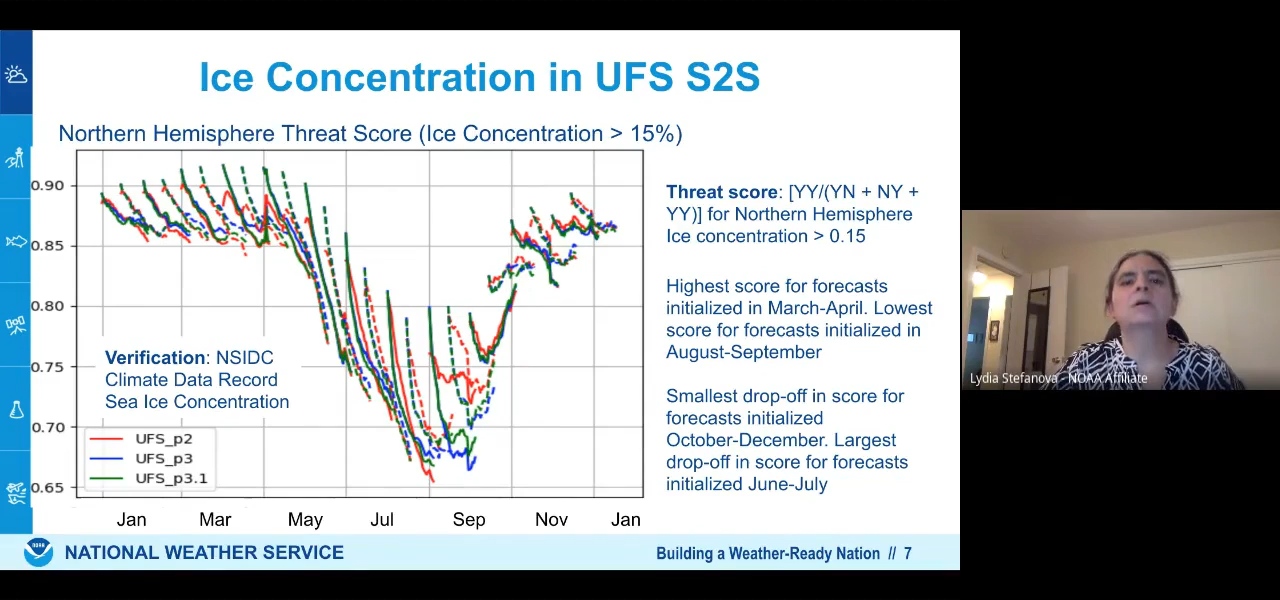 Ice Concentration in UFS S2S
Northern Hemisphere Threat Score (Ice Concentration > 15%)
0.90
0.85
0.80
0.75
0.70
0.65
Verification: NSIDC
Climate Data Record
Sea Ice Concentration
UFS_p2
UFS_p3
UFS_p3.1
Jan Mar May Jul Sep Nov Jan
Threat score: [YY/(YN + NY +
YY)] for Northern Hemisphere
Ice concentration > 0.15
Highest score for forecasts
initialized in March-April. Lowest
score for forecasts initialized in
August-September
Smallest drop-off in score for
forecasts initialized
October-December. Largest
drop-off in score for forecasts
initialized June-July
Lydia Stefanova - NOAA Affiliate
NATIONAL WEATHER SERVICE
Building a Weather-Ready Nation // 7